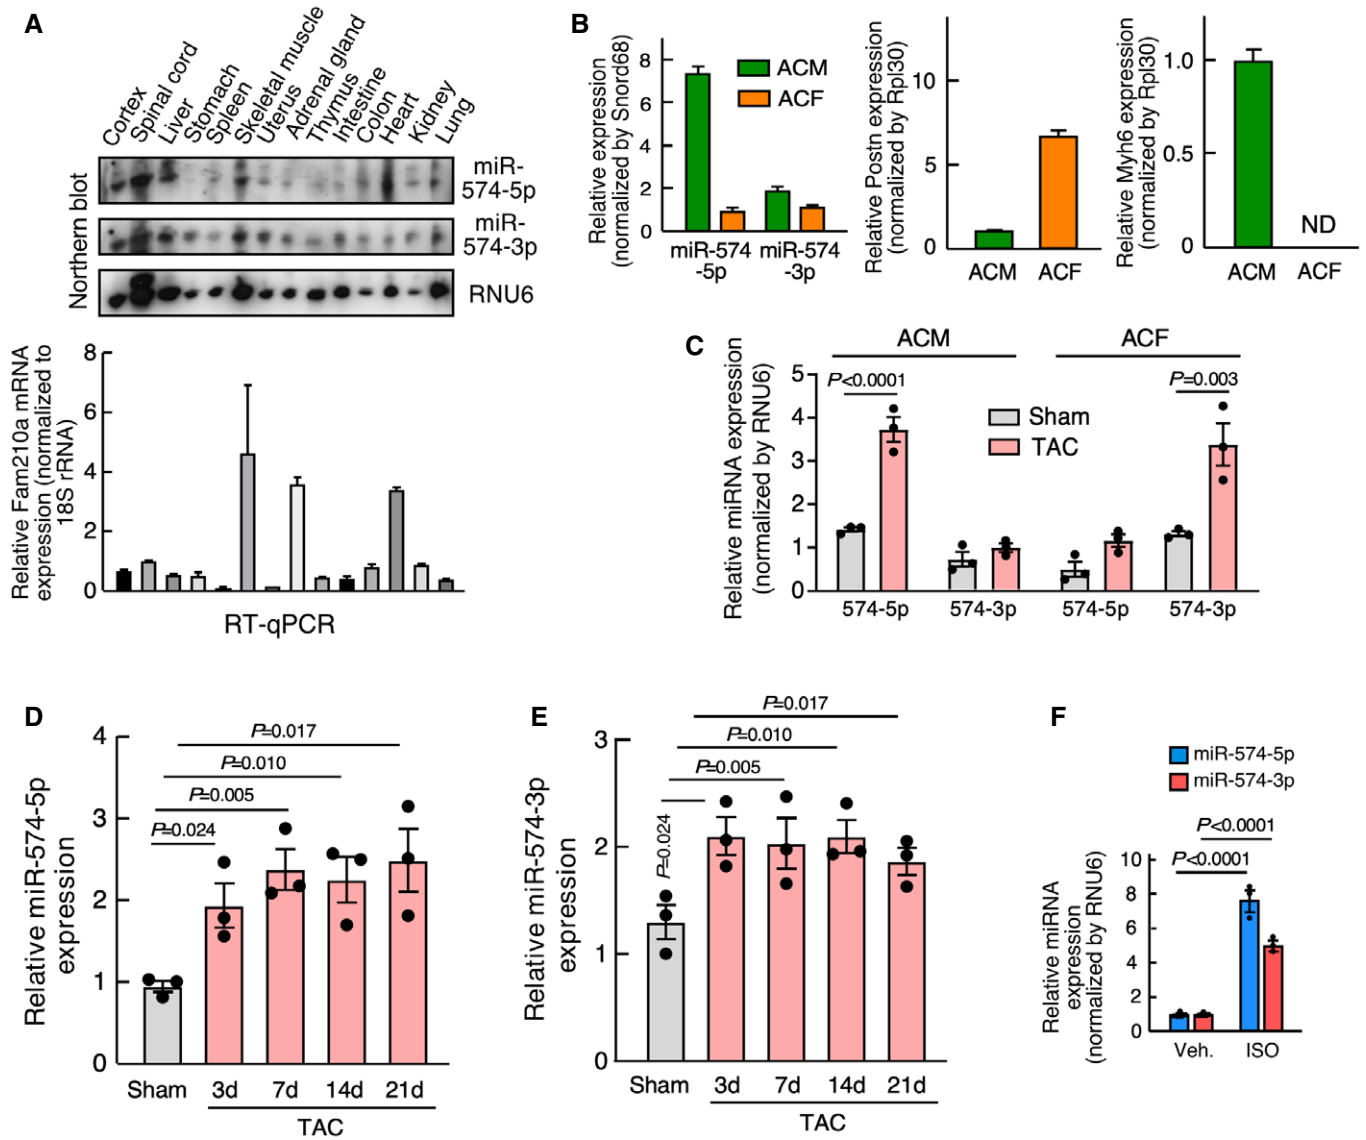 A
Cortex
Spinal cord
Liver
Stomach
Spleen
Skeletal muscle
Uterus
Adrenal gland
Thymus
Intestine
Colon
Heart
Kidney
Lung
Northern blot
miR-
574-5p
miR-
574-3p
RNU6
Relative Fam210a mRNA
expression (normalized to
18S rRNA)
8
6
4
2
0
RT-qPCR
B
Relative expression
(normalized by Snord68)
8
6
4
2
0
ACM
ACF
miR-574
-5p
miR-574
-3p
Relative Postn expression
(normalized by Rpl30)
10
5
0
ACM
ACF
Relative Myh6 expression
(normalized by Rpl30)
1.0
0.5
0
ND
ACM
ACF
C
Relative miRNA expression
(normalized by RNU6)
5
4
3
2
1
0
ACM
ACF
P<0.0001
P=0.003
Sham
TAC
574-5p
574-3p
574-5p
574-3p
D
Relative miR-574-5p
expression
4
3
2
1
0
P=0.017
P=0.010
P=0.005
P=0.024
Sham
3d
7d
14d
21d
TAC
E
Relative miR-574-3p
expression
3
2
1
0
P=0.017
P=0.010
P=0.005
P=0.024
Sham
3d
7d
14d
21d
TAC
F
miR-574-5p
miR-574-3p
P<0.0001
P<0.0001
Relative miRNA
expression
(normalized by RNU6)
10
8
6
4
2
0
Veh.
ISO